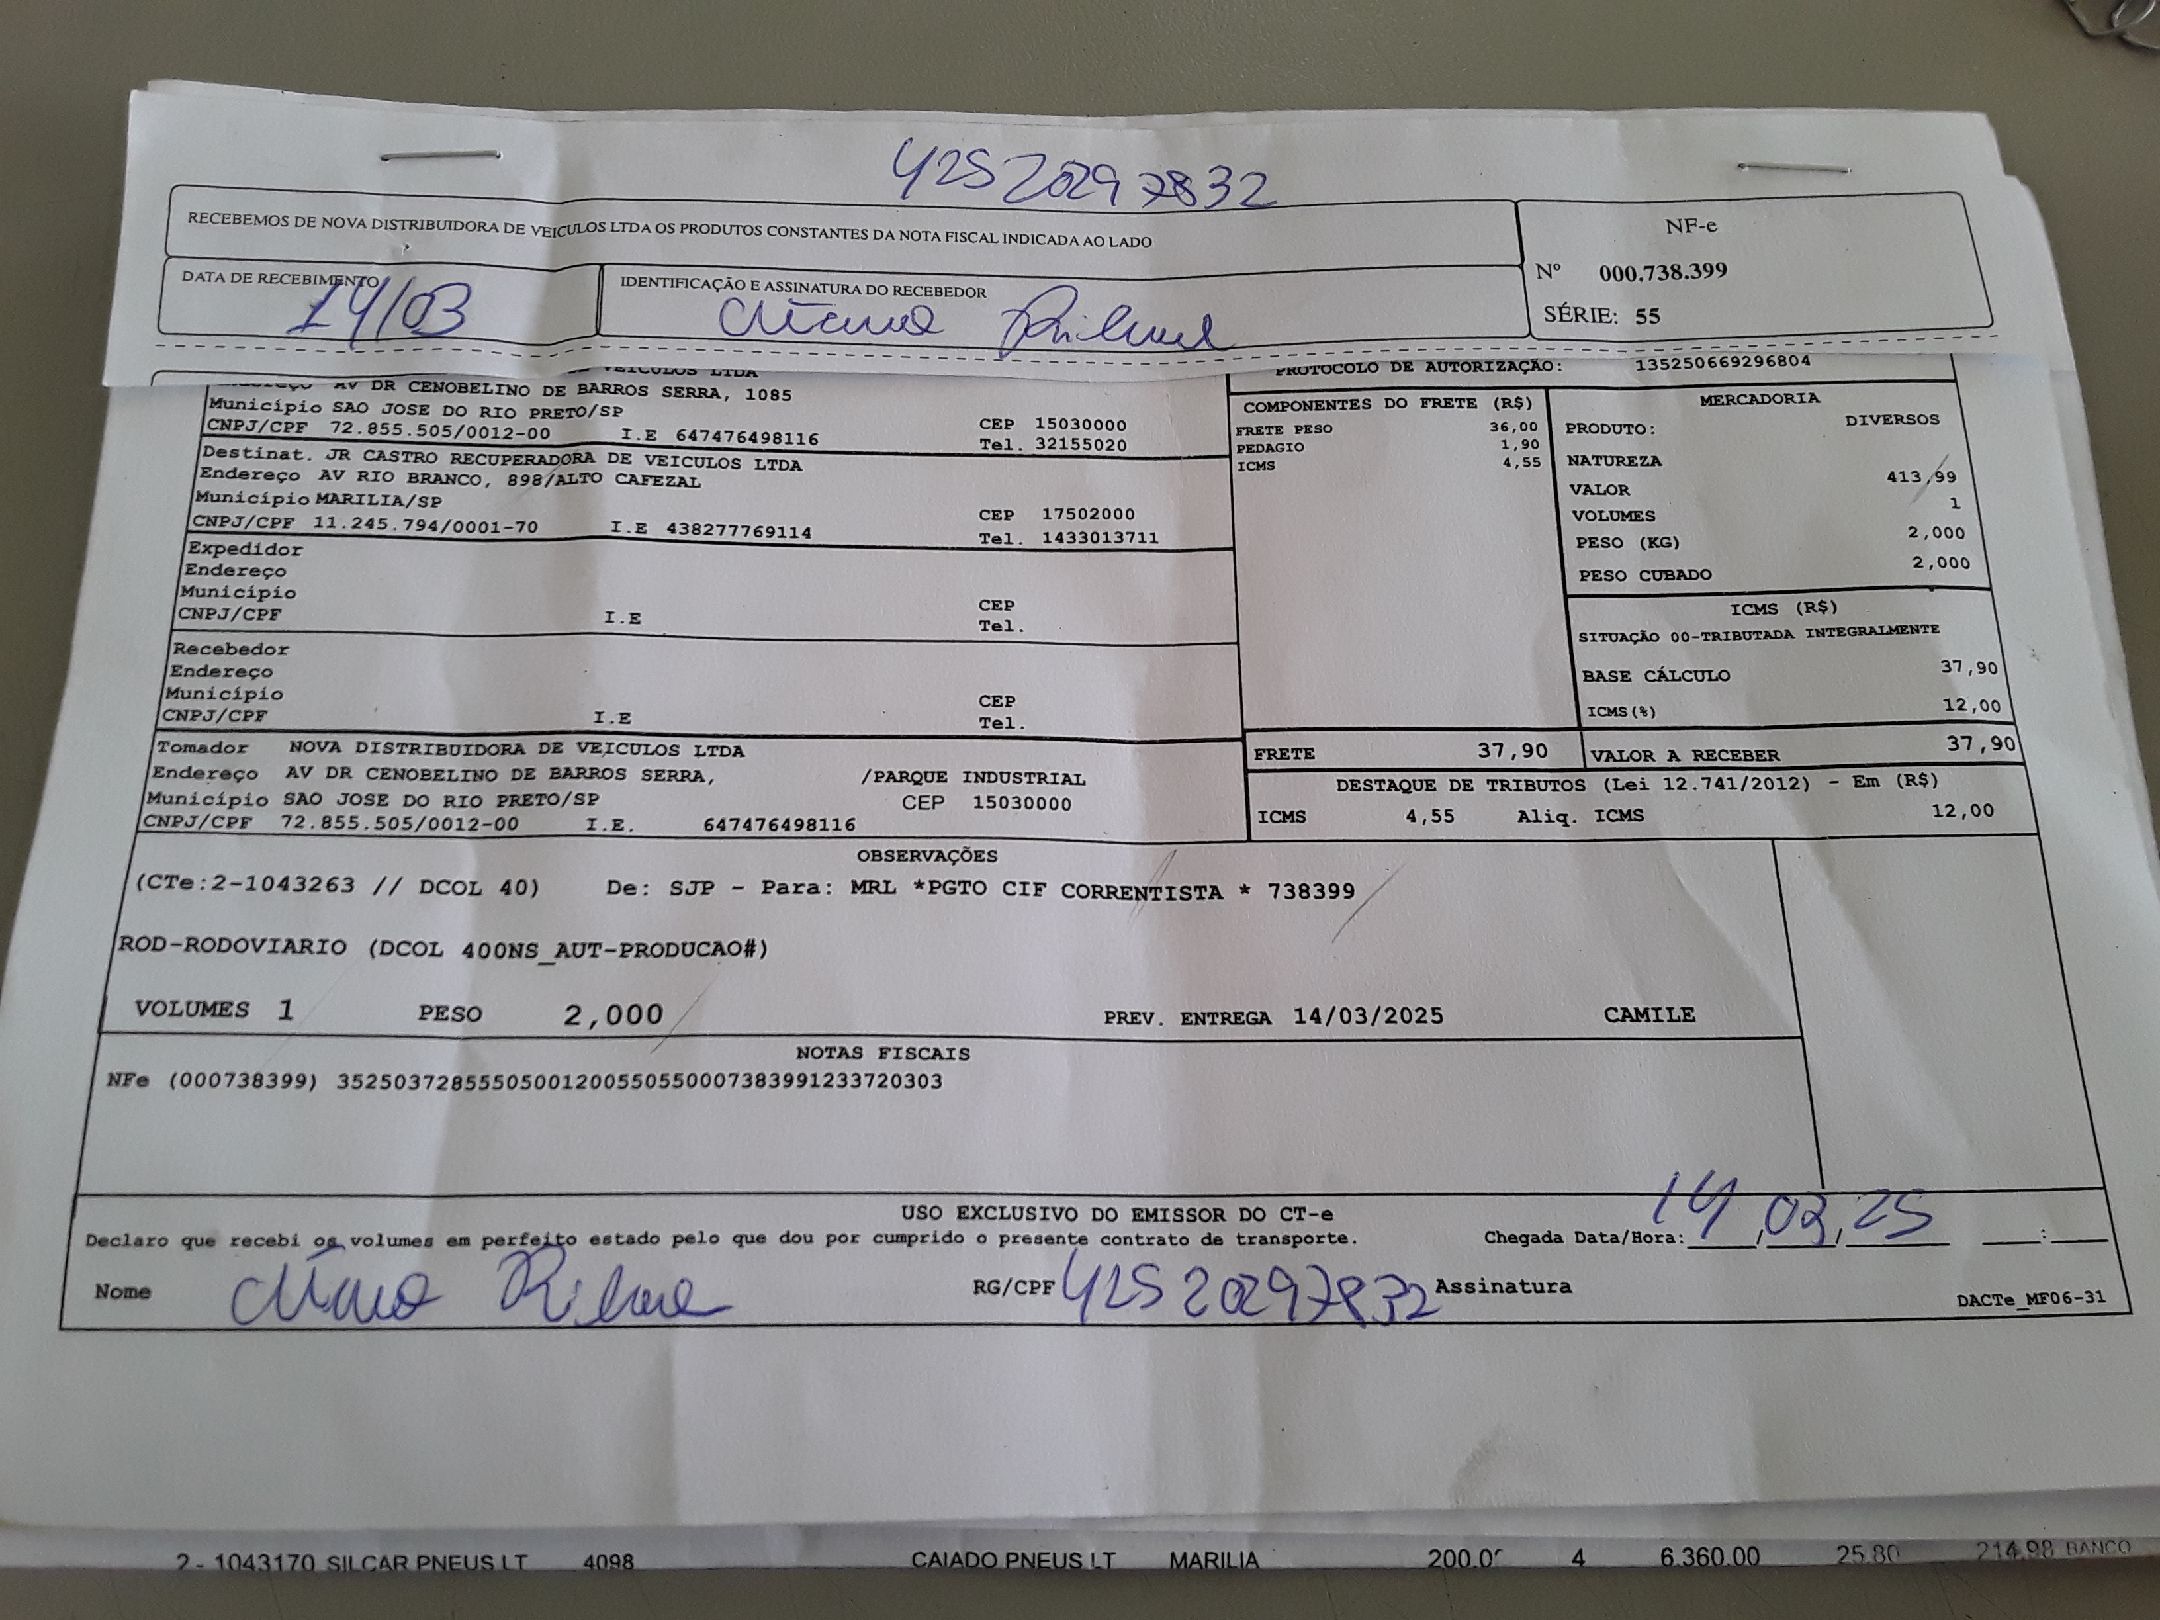 42520297832
RECEBEMOS DE NOVA DISTRIBUIDORA DE VEICULOS LTDA OS PRODUTOS CONSTANTES DA NOTA FISCAL INDICADA AO LADO
NF-e
Nº 000.738.399
SÉRIE: 55
DATA DE RECEBIMENTO
14/03
IDENTIFICAÇÃO E ASSINATURA DO RECEBEDOR
VEICULOS LTDA
PROTOCOLO DE AUTORIZAÇÃO: 135250669296804
Endereço AV DR CENOBELINO DE BARROS SERRA, 1085
Município SAO JOSE DO RIO PRETO/SP CEP 15030000
CNPJ/CPF 72.855.505/0012-00 I.E 647476498116 Tel. 32155020
Destinat. JR CASTRO RECUPERADORA DE VEICULOS LTDA
Endereço AV RIO BRANCO, 898/ALTO CAFEZAL
Município MARILIA/SP CEP 17502000
CNPJ/CPF 11.245.794/0001-70 I.E 438277769114 Tel. 1433013711
Expedidor
Endereço
Município CEP
CNPJ/CPF I.E Tel.
Recebedor
Endereço
Município CEP
CNPJ/CPF I.E Tel.
Tomador NOVA DISTRIBUIDORA DE VEICULOS LTDA
Endereço AV DR CENOBELINO DE BARROS SERRA, /PARQUE INDUSTRIAL
Município SAO JOSE DO RIO PRETO/SP CEP 15030000
CNPJ/CPF 72.855.505/0012-00 I.E. 647476498116
COMPONENTES DO FRETE (R$)
FRETE PESO 36,00
PEDAGIO 1,90
ICMS 4,55
MERCADORIA
PRODUTO: DIVERSOS
NATUREZA
VALOR 413,99
VOLUMES 1
PESO (KG) 2,000
PESO CUBADO 2,000
ICMS (R$)
SITUAÇÃO 00-TRIBUTADA INTEGRALMENTE
BASE CÁLCULO 37,90
ICMS(%) 12,00
FRETE 37,90 VALOR A RECEBER 37,90
DESTAQUE DE TRIBUTOS (Lei 12.741/2012) - Em (R$)
ICMS 4,55 Aliq. ICMS 12,00
OBSERVAÇÕES
(CTe:2-1043263 // DCOL 40) De: SJP - Para: MRL *PGTO CIF CORRENTISTA * 738399
ROD-RODOVIARIO (DCOL 400NS_AUT-PRODUCAO#)
VOLUMES 1 PESO 2,000 PREV. ENTREGA 14/03/2025 CAMILE
NOTAS FISCAIS
NFe (000738399) 35250372855505001200550550007383991233720303
USO EXCLUSIVO DO EMISSOR DO CT-e
Declaro que recebi os volumes em perfeito estado pelo que dou por cumprido o presente contrato de transporte. Chegada Data/Hora: 14,03,25 :
Nome RG/CPF 42520297832 Assinatura
DACTe_MF06-31
2 - 1043170 SILCAR PNEUS LT 4098 CAIADO PNEUS LT MARILIA 200.0 4 6.360.00 25.80 214.98 BANCO